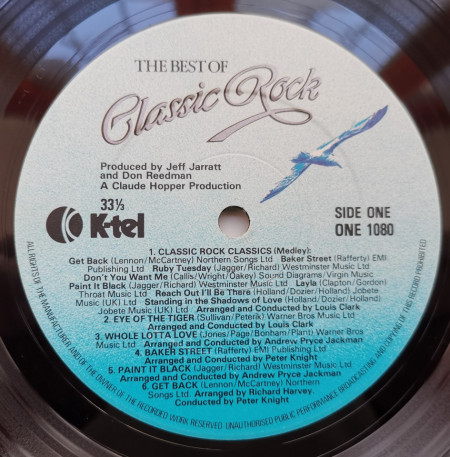 THE BEST OF
Classic Rock
Produced by Jeff Jarratt
and Don Reedman
A Claude Hopper Production
33⅓
K-tel
SIDE ONE
ONE 1080
1. CLASSIC ROCK CLASSICS (Medley):
Get Back (Lennon/McCartney) Northern Songs Ltd Baker Street (Rafferty) EMI
Publishing Ltd Ruby Tuesday (Jagger/Richard) Westminster Music Ltd
Don't You Want Me (Callis/Wright/Oakey) Sound Diagrams/Virgin Music
Paint It Black (Jagger/Richard) Westminster Music Ltd Layla (Clapton/Gordon)
Throat Music Ltd Reach Out I'll Be There (Holland/Dozier/Holland) Jobete
Music (UK) Ltd Standing in the Shadows of Love (Holland/Dozier/Holland)
Jobete Music (UK) Ltd Arranged and Conducted by Louis Clark
2. EYE OF THE TIGER (Sullivan/Peterik) Warner Bros Music Ltd
Arranged and Conducted by Louis Clark
3. WHOLE LOTTA LOVE (Jones/Page/Bonham/Plant) Warner Bros
Music Ltd Arranged and Conducted by Andrew Pryce Jackman
4. BAKER STREET (Rafferty) EMI Publishing Ltd
Arranged and Conducted by Peter Knight
5. PAINT IT BLACK (Jagger/Richard) Westminster Music Ltd
Arranged and Conducted by Andrew Pryce Jackman
6. GET BACK (Lennon/McCartney) Northern
Songs Ltd. Arranged by Richard Harvey.
Conducted by Peter Knight
ALL RIGHTS OF THE MANUFACTURER AND OF THE OWNER OF THE RECORDED WORK RESERVED. UNAUTHORISED PUBLIC PERFORMANCE BROADCASTING AND COPYING OF THIS RECORD PROHIBITED